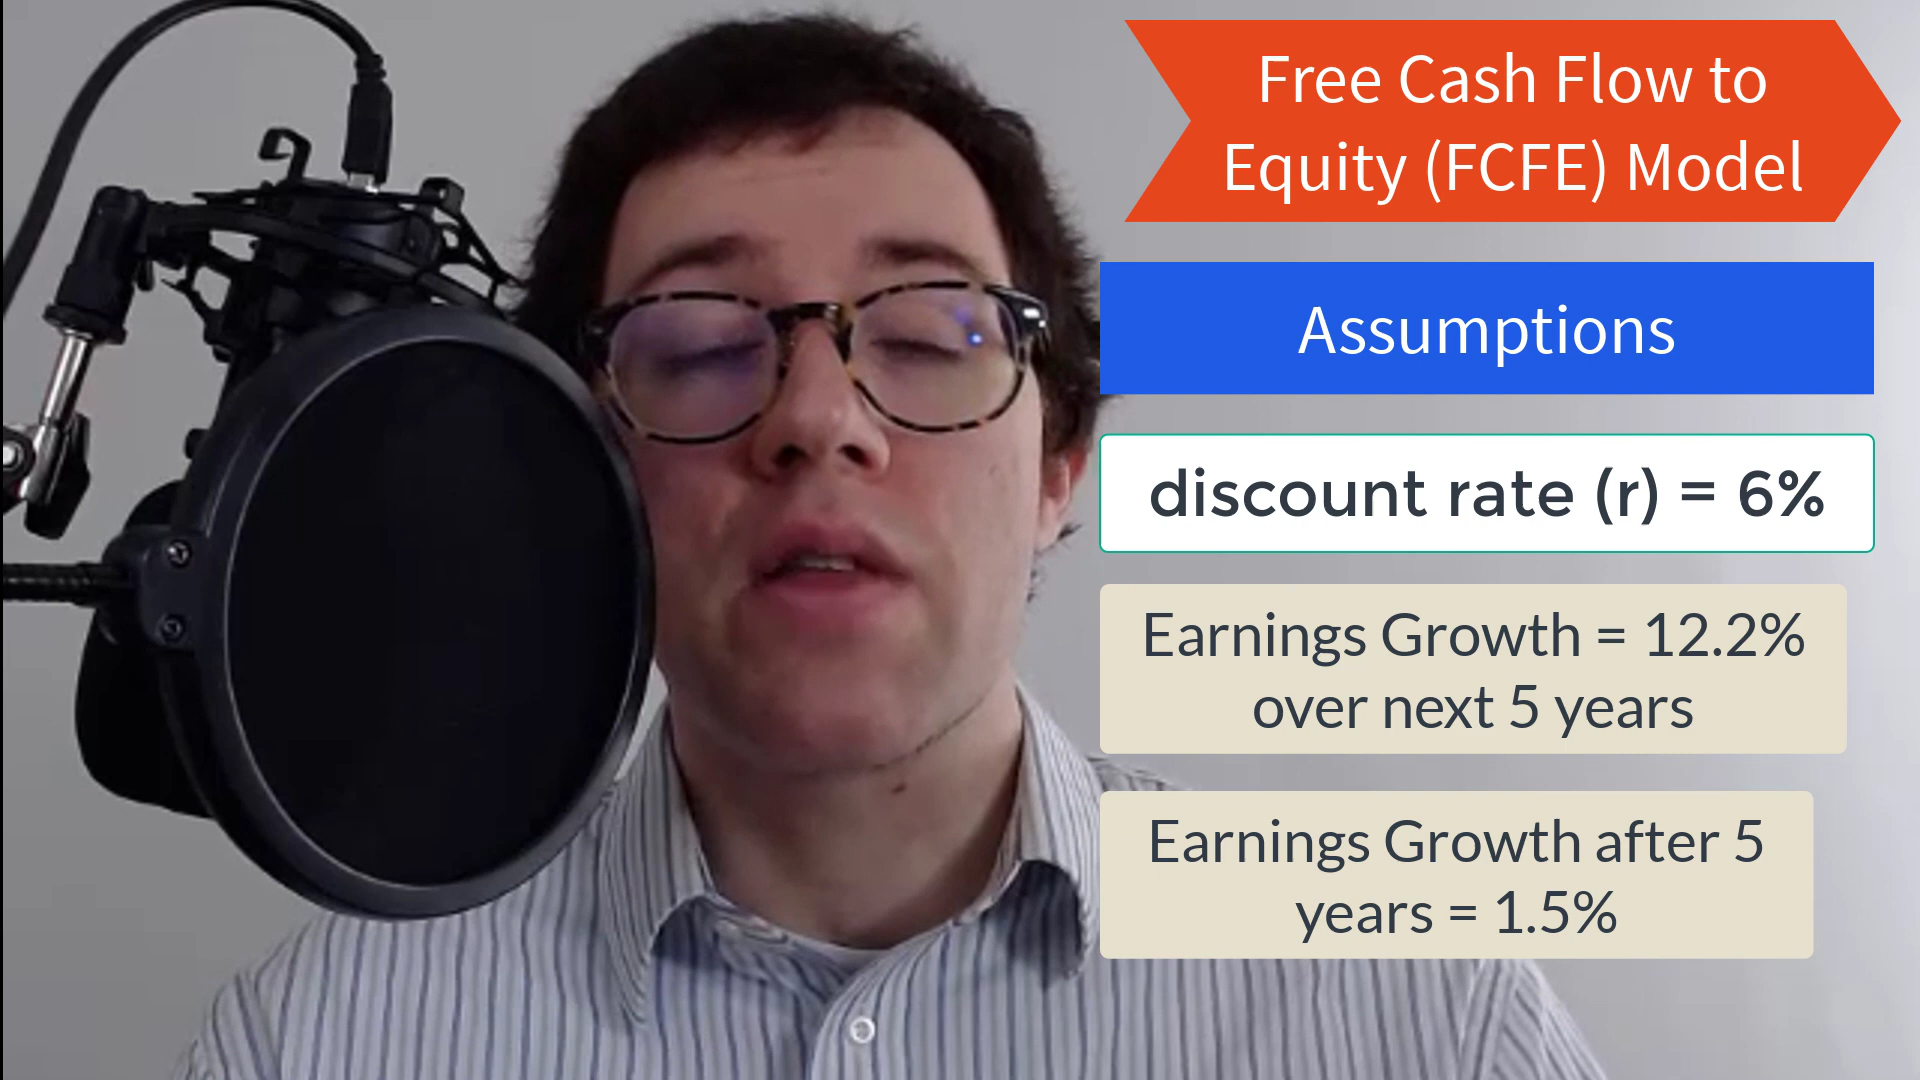 Free Cash Flow to
Equity (FCFE) Model
Assumptions
discount rate (r) = 6%
Earnings Growth = 12.2%
over next 5 years
Earnings Growth after 5
years = 1.5%